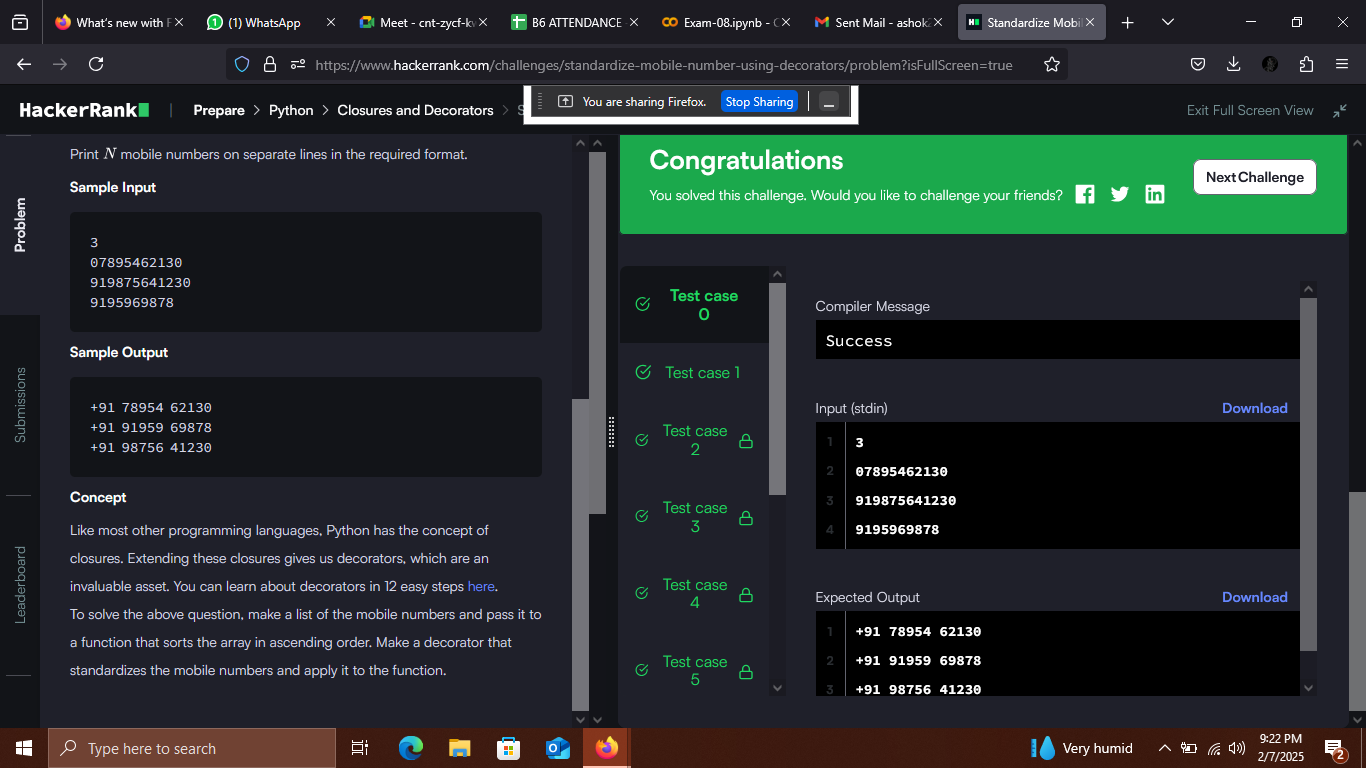 What's new with F
(1) WhatsApp
Meet - cnt-zycf-kv
B6 ATTENDANCE
Exam-08.ipynb - C
Sent Mail - ashok
Standardize Mobil
https://www.hackerrank.com/challenges/standardize-mobile-number-using-decorators/problem?isFullScreen=true
HackerRank
Prepare > Python > Closures and Decorators >
You are sharing Firefox.
Stop Sharing
Exit Full Screen View
Problem
Submissions
Leaderboard
Print N mobile numbers on separate lines in the required format.
Sample Input
3
07895462130
919875641230
9195969878
Sample Output
+91 78954 62130
+91 91959 69878
+91 98756 41230
Concept
Like most other programming languages, Python has the concept of
closures. Extending these closures gives us decorators, which are an
invaluable asset. You can learn about decorators in 12 easy steps here.
To solve the above question, make a list of the mobile numbers and pass it to
a function that sorts the array in ascending order. Make a decorator that
standardizes the mobile numbers and apply it to the function.
Congratulations
You solved this challenge. Would you like to challenge your friends?
Next Challenge
Test case
0
Test case 1
Test case
2
Test case
3
Test case
4
Test case
5
Compiler Message
Success
Input (stdin)
Download
1 3
2 07895462130
3 919875641230
4 9195969878
Expected Output
Download
1 +91 78954 62130
2 +91 91959 69878
3 +91 98756 41230
Type here to search
Very humid
9:22 PM
2/7/2025
2